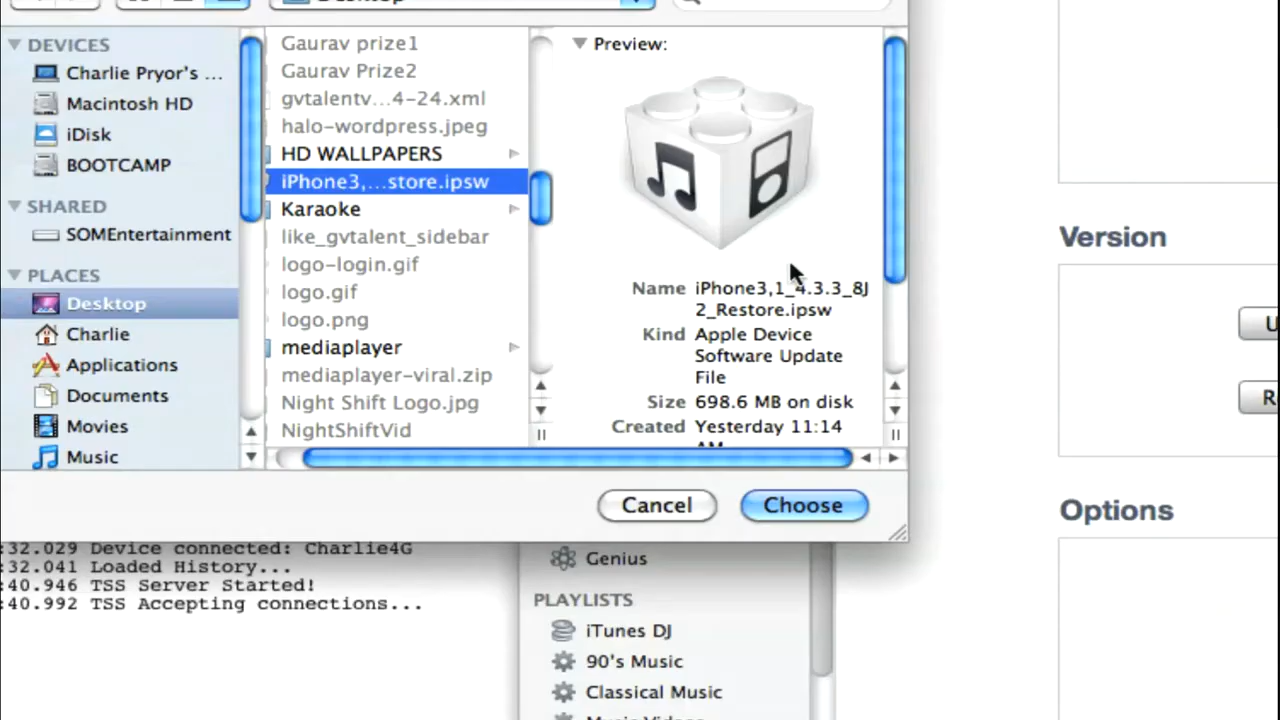 Desktop
DEVICES
Charlie Pryor's ...
Macintosh HD
iDisk
BOOTCAMP
SHARED
SOMEntertainment
PLACES
Desktop
Charlie
Applications
Documents
Movies
Music
Gaurav prize1
Gaurav Prize2
gvtalentv...4-24.xml
halo-wordpress.jpeg
HD WALLPAPERS
iPhone3,...store.ipsw
Karaoke
like_gvtalent_sidebar
logo-login.gif
logo.gif
logo.png
mediaplayer
mediaplayer-viral.zip
Night Shift Logo.jpg
NightShiftVid
Preview:
Name iPhone3,1_4.3.3_8J
2_Restore.ipsw
Kind Apple Device
Software Update
File
Size 698.6 MB on disk
Created Yesterday 11:14
AM
Cancel
Choose
Version
U
R
Options
:32.029 Device connected: Charlie4G
:32.041 Loaded History...
:40.946 TSS Server Started!
:40.992 TSS Accepting connections...
Genius
PLAYLISTS
iTunes DJ
90's Music
Classical Music
Music Videos